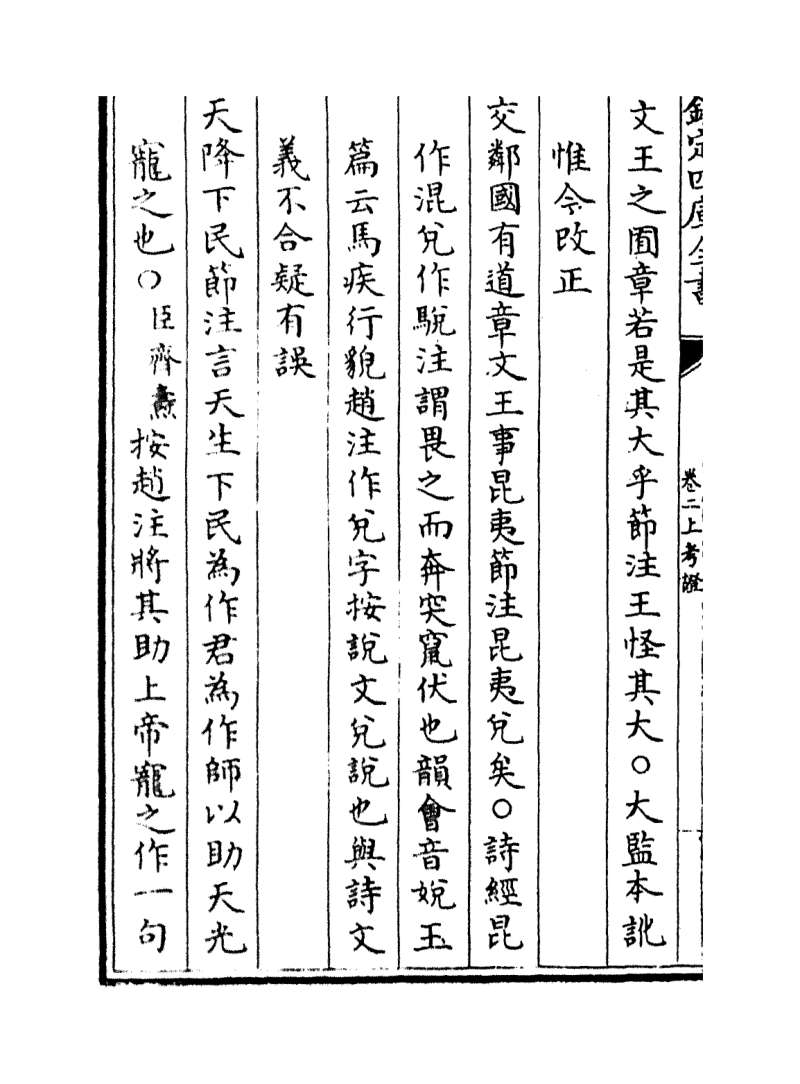 欽定四庫全書
卷二上考證
文王之囿章若是其大乎節注王怪其大○大監本訛
惟今改正
交鄰國有道章文王事昆夷節注昆夷兌矣○詩經昆
作混兌作駾注謂畏之而奔突竄伏也韻會音娧玉
篇云馬疾行貌趙注作兌字按說文兌說也與詩文
義不合疑有誤
天降下民節注言天生下民為作君為作師以助天光
寵之也○臣齊燾按趙注將其助上帝寵之作一句